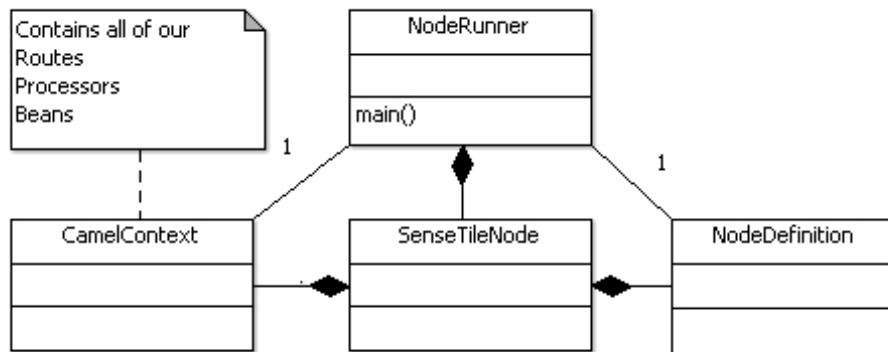 Contains all of our
Routes
Processors
Beans
NodeRunner
main()
1
1
CamelContext
SenseTileNode
NodeDefinition